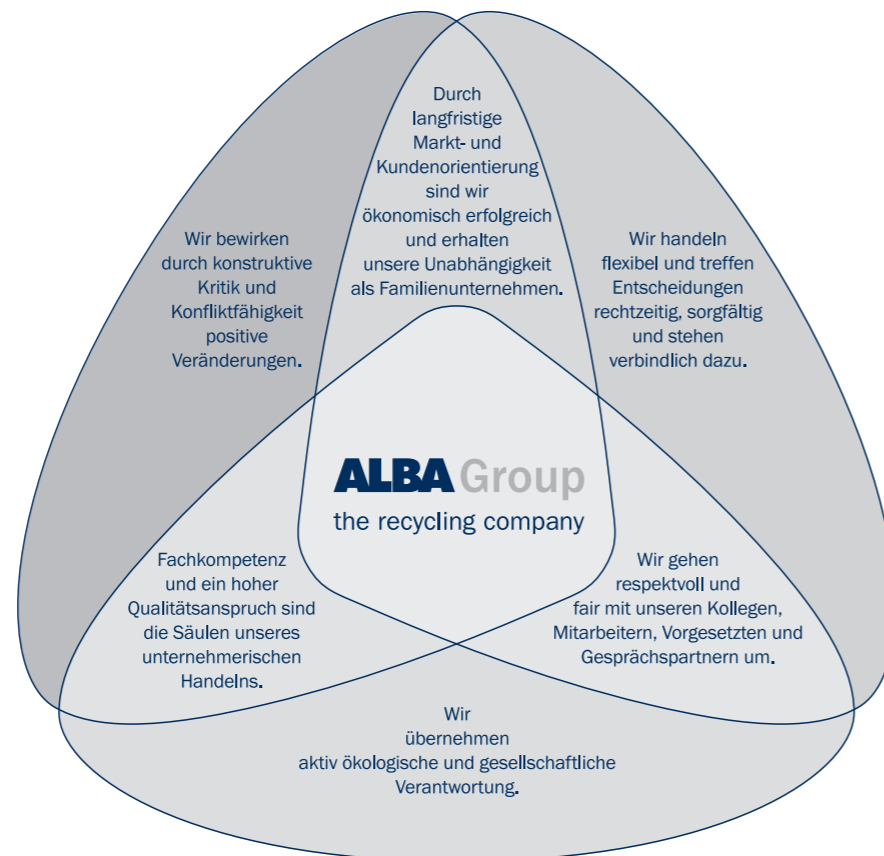 Durch
langfristige
Markt- und
Kundenorientierung
sind wir
ökonomisch erfolgreich
und erhalten
unsere Unabhängigkeit
als Familienunternehmen.
Wir bewirken
durch konstruktive
Kritik und
Konfliktfähigkeit
positive
Veränderungen.
Wir handeln
flexibel und treffen
Entscheidungen
rechtzeitig, sorgfältig
und stehen
verbindlich dazu.
ALBA Group
the recycling company
Fachkompetenz
und ein hoher
Qualitätsanspruch sind
die Säulen unseres
unternehmerischen
Handelns.
Wir gehen
respektvoll und
fair mit unseren Kollegen,
Mitarbeitern, Vorgesetzten und
Gesprächspartnern um.
Wir
übernehmen
aktiv ökologische und gesellschaftliche
Verantwortung.